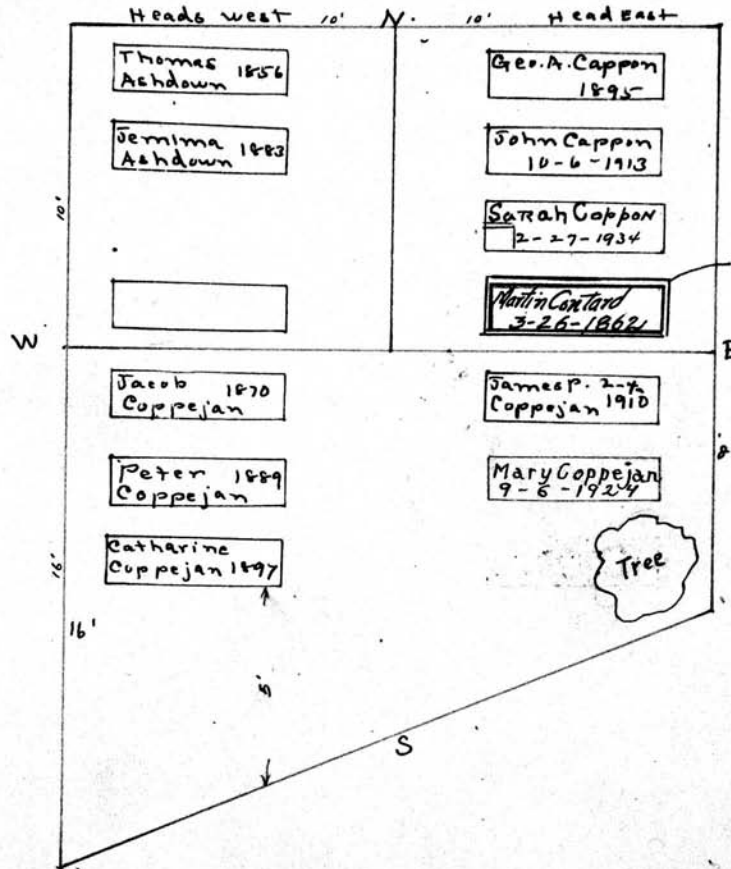 Heads West 10' N. 10' Head East
Thomas
Ashdown 1856
Geo. A. Cappon
1895
Jemima
Ashdown 1883
John Cappon
10-6-1913
10'
Sarah Coppon
2-27-1934
Martin Contard
3-26-1862
W
E
Jacob 1870
Coppejan
James P. 2-4-
Coppejan 1910
Peter 1889
Coppejan
Mary Coppejan
9-6-1924
8
Catharine
Coppejan 1897
Tree
16'
16'
S